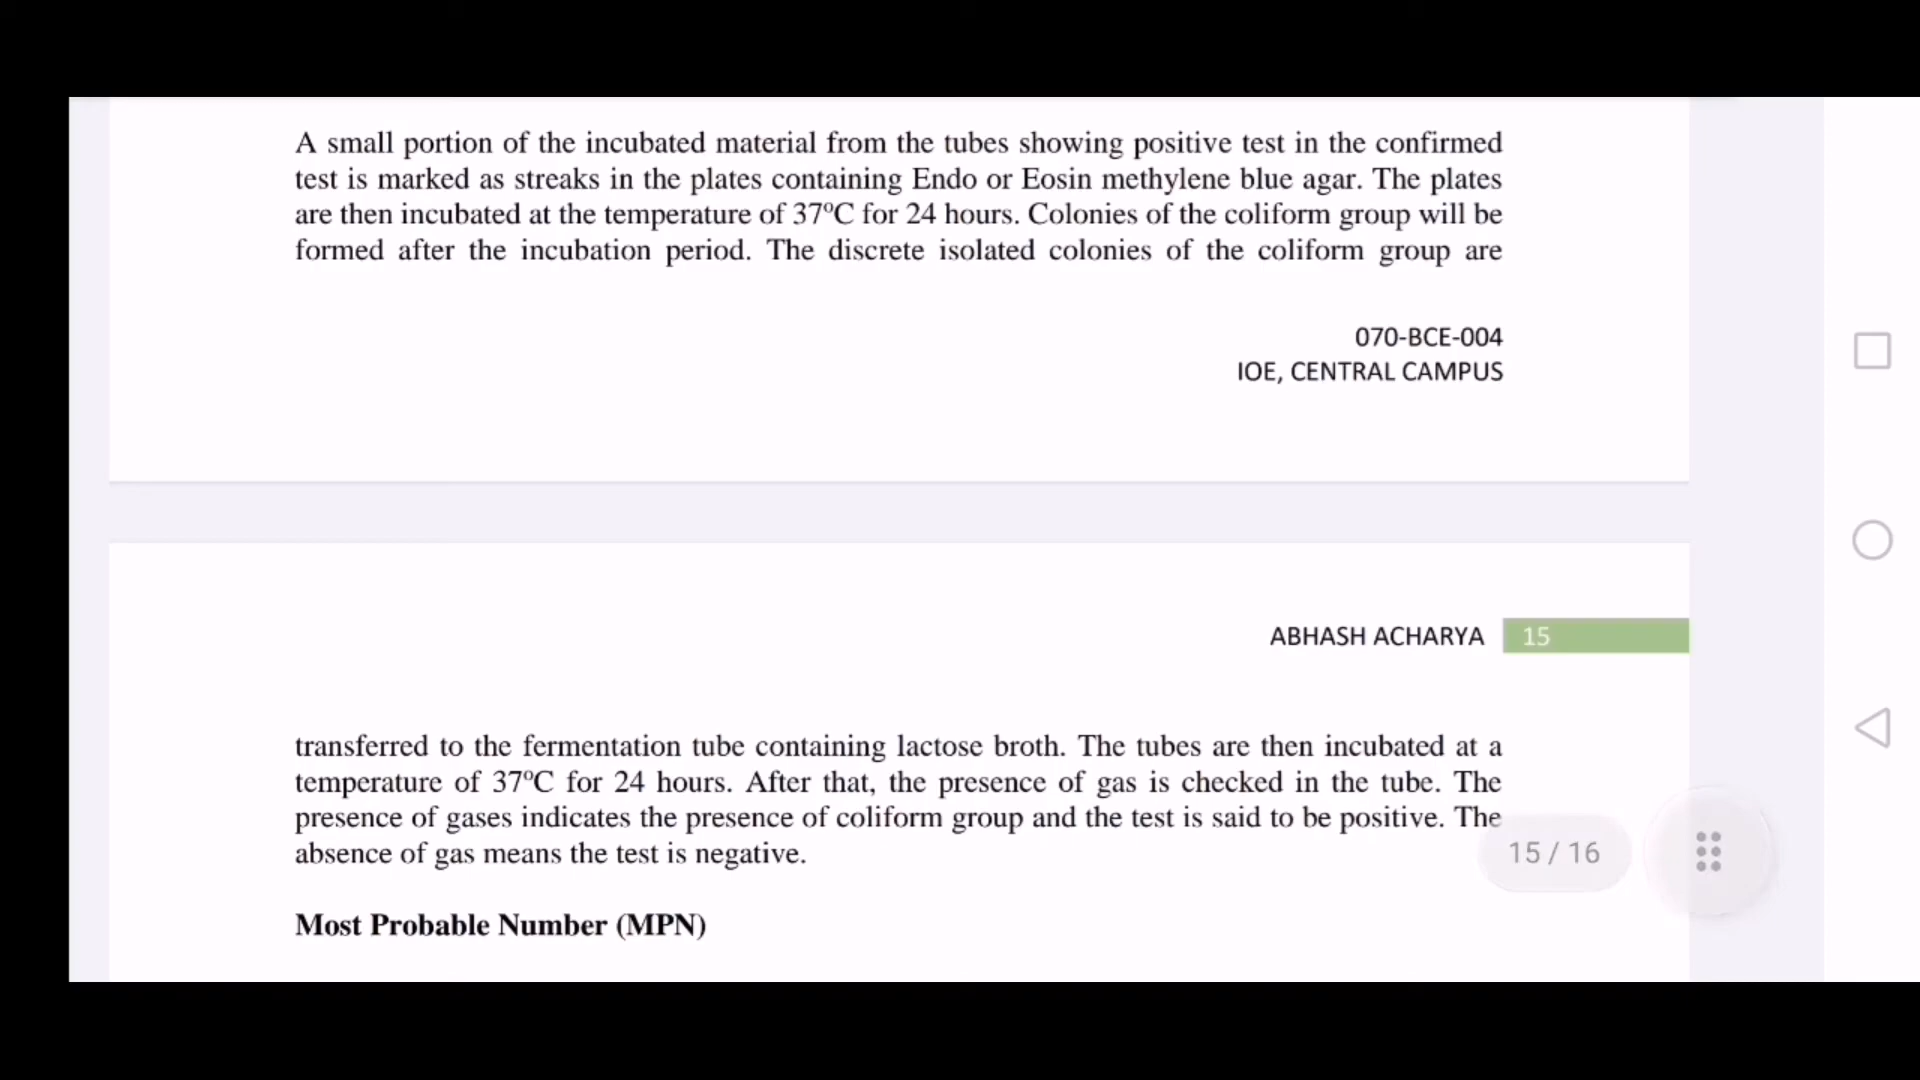 A small portion of the incubated material from the tubes showing positive test in the confirmed
test is marked as streaks in the plates containing Endo or Eosin methylene blue agar. The plates
are then incubated at the temperature of 37ºC for 24 hours. Colonies of the coliform group will be
formed after the incubation period. The discrete isolated colonies of the coliform group are
070-BCE-004
IOE, CENTRAL CAMPUS
ABHASH ACHARYA 15
transferred to the fermentation tube containing lactose broth. The tubes are then incubated at a
temperature of 37ºC for 24 hours. After that, the presence of gas is checked in the tube. The
presence of gases indicates the presence of coliform group and the test is said to be positive. The
absence of gas means the test is negative.
15 / 16
Most Probable Number (MPN)